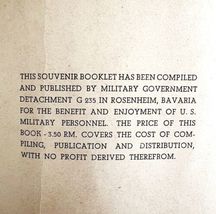 THIS SOUVENIR BOOKLET HAS BEEN COMPILED
AND PUBLISHED BY MILITARY GOVERNMENT
DETACHMENT G 235 IN ROSENHEIM, BAVARIA
FOR THE BENEFIT AND ENJOYMENT OF U. S.
MILITARY PERSONNEL. THE PRICE OF THIS
BOOK - 3.50 RM. COVERS THE COST OF COM-
PILING, PUBLICATION AND DISTRIBUTION,
WITH NO PROFIT DERIVED THEREFROM.